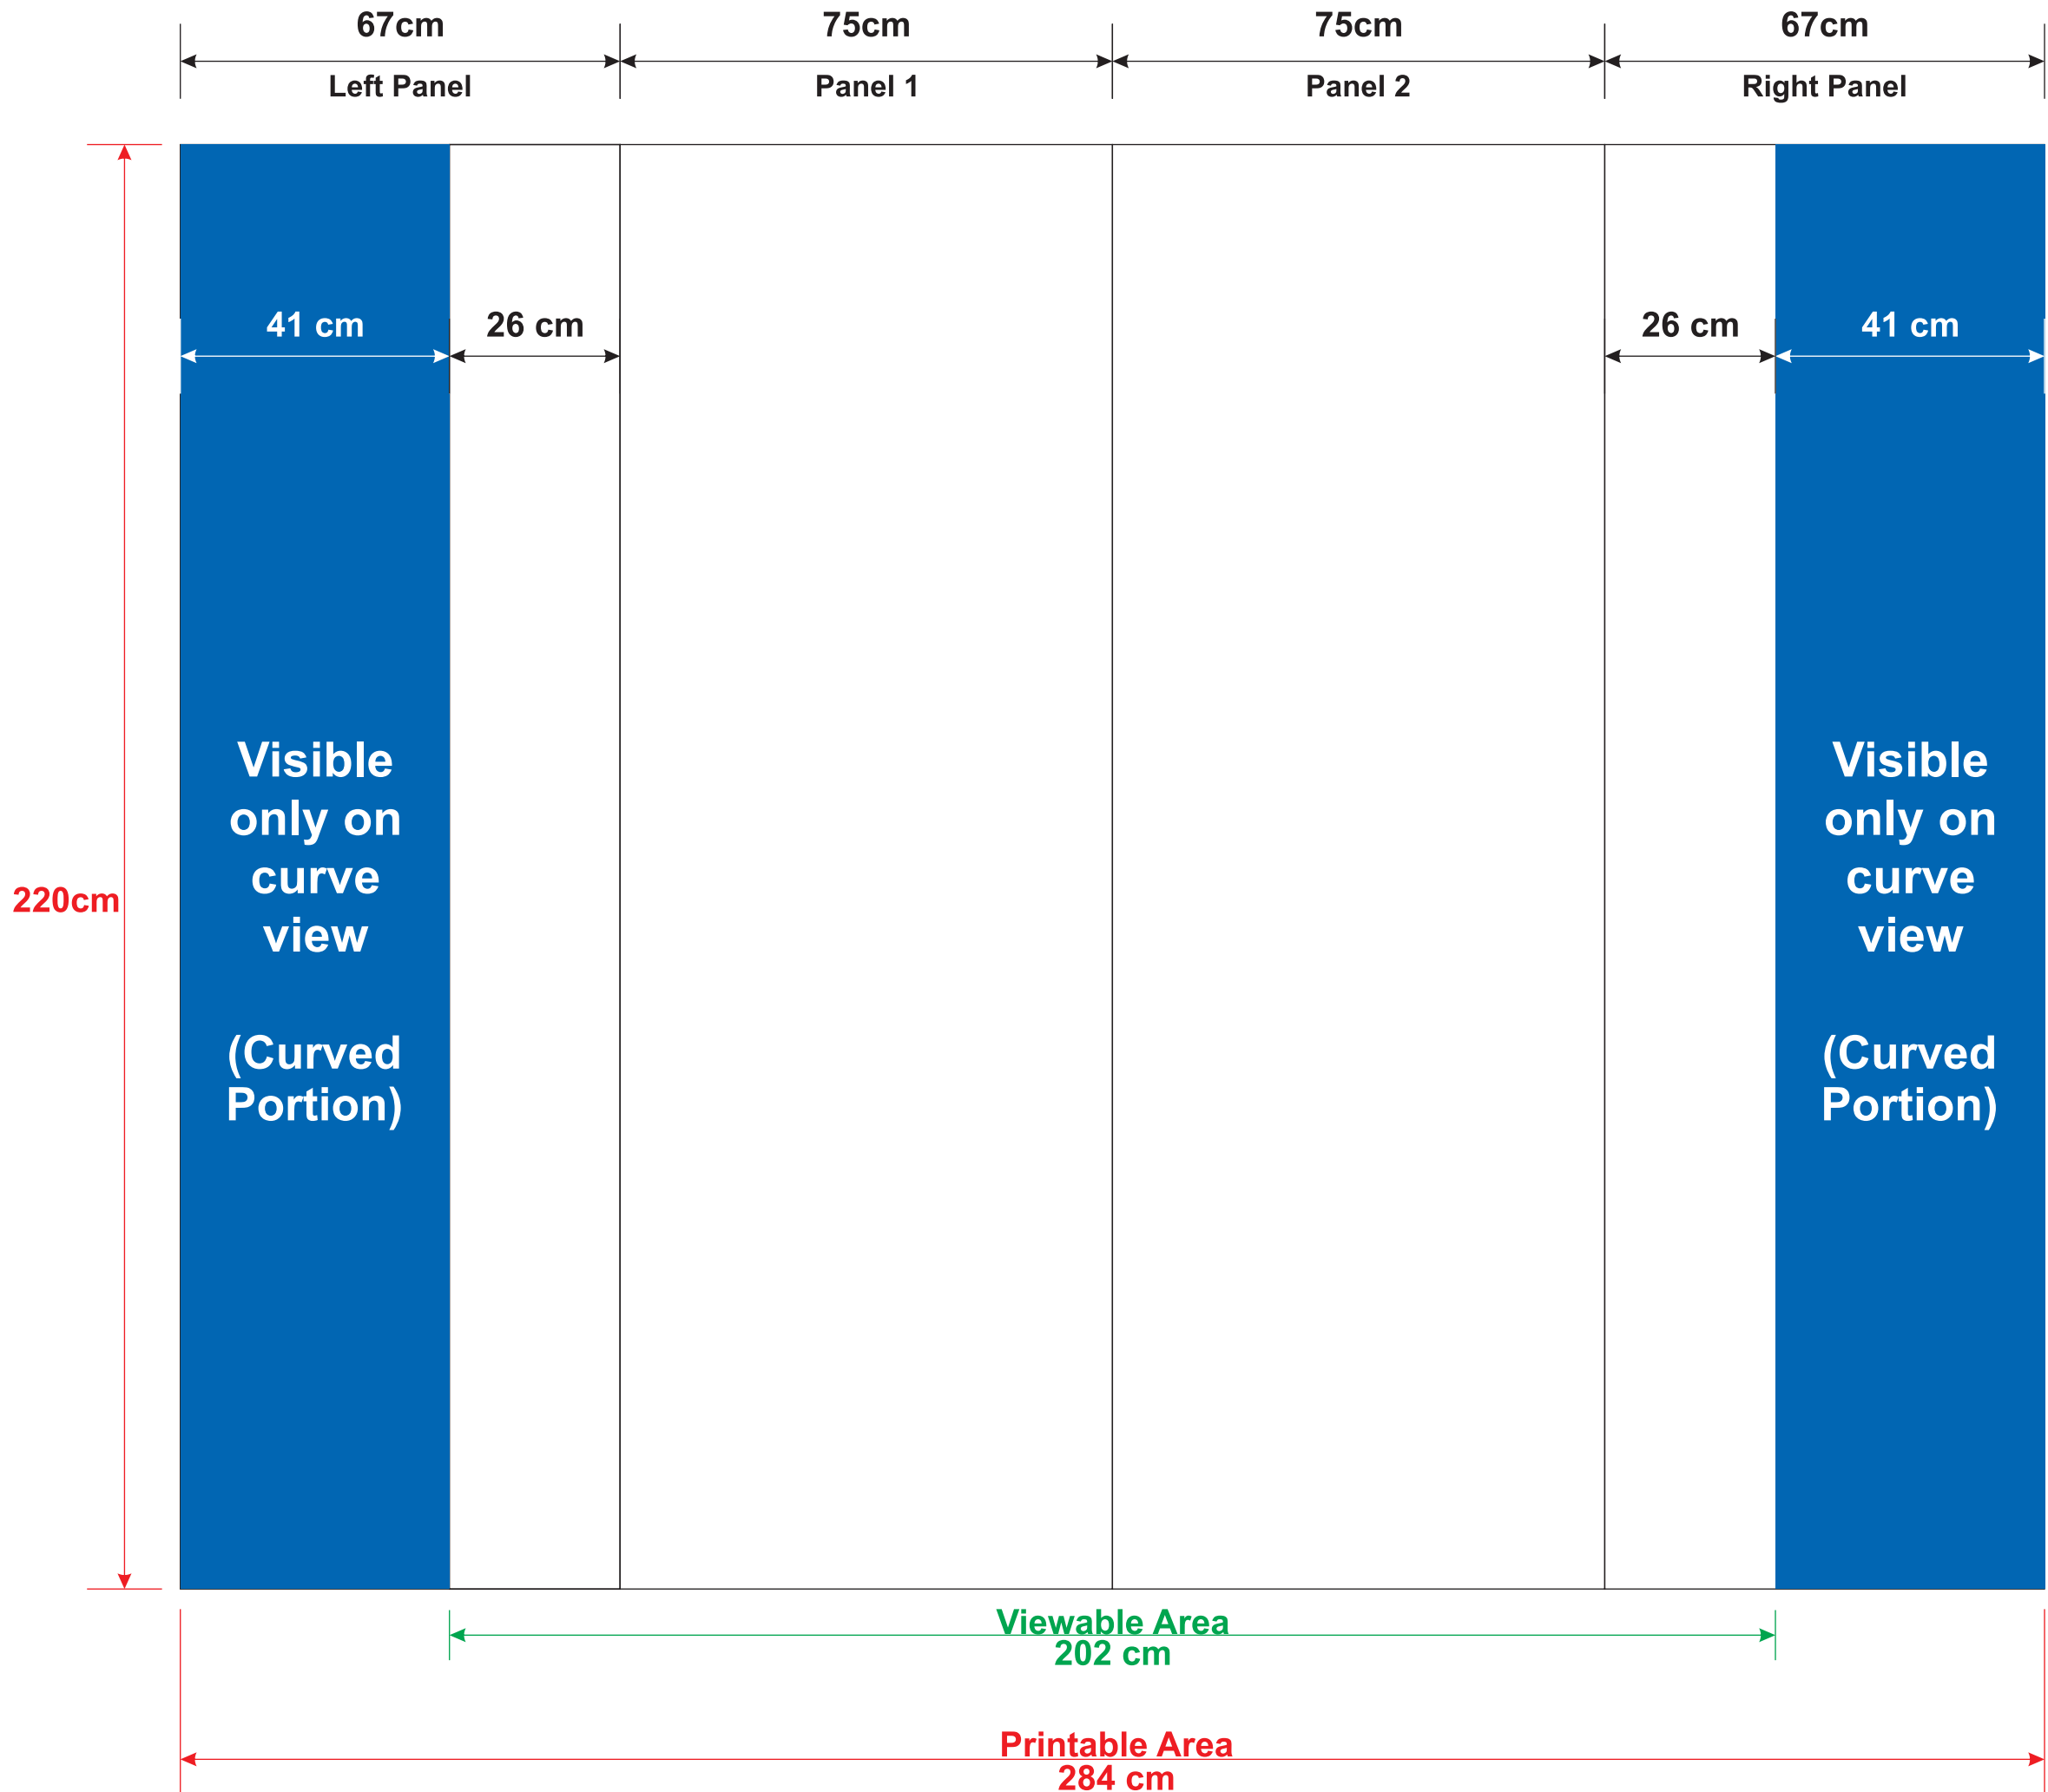 67cm
75cm
75cm
67cm
Left Panel
Panel 1
Panel 2
Right Panel
41 cm
26 cm
26 cm
41 cm
Visible
only on
curve
view
(Curved
Portion)
Visible
only on
curve
view
(Curved
Portion)
220cm
Viewable Area
202 cm
Printable Area
284 cm